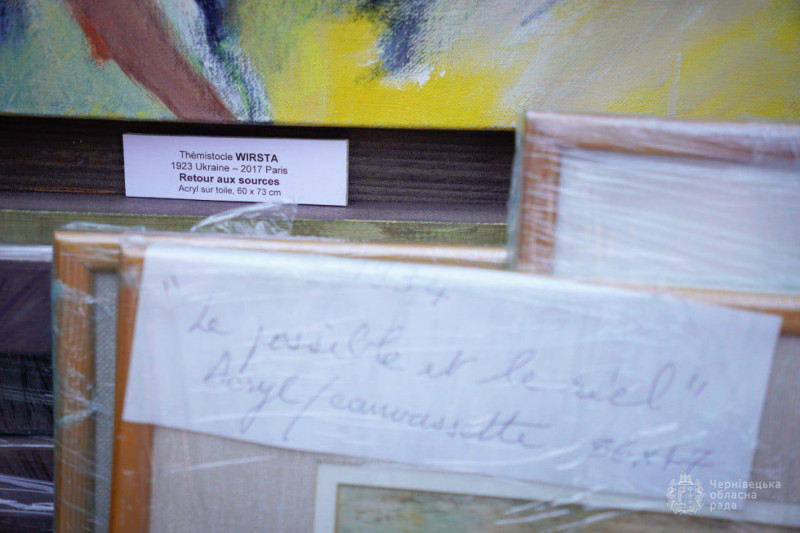 Thémistocle WIRSTA
1923 Ukraine – 2017 Paris
Retour aux sources
Acryl sur toile, 60 x 73 cm
"Le possible et le réel"
Acryl/canvassette
Чернівецька
обласна
рада